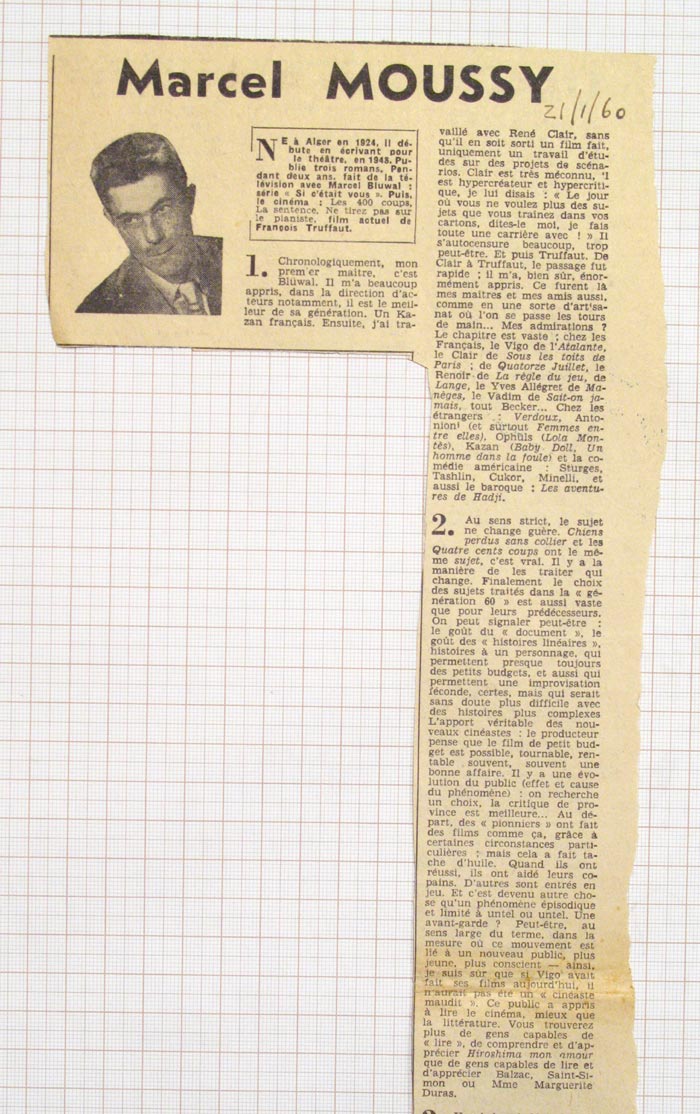 Marcel MOUSSY
21/1/60
NE à Alger en 1924, il dé-
bute en écrivant pour
le théâtre, en 1948. Pu-
blie trois romans. Pen-
dant deux ans, fait de la té-
lévision avec Marcel Bluwal :
série « Si c'était vous ». Puis,
le cinéma : Les 400 coups,
La sentence, Ne tirez pas sur
le pianiste, film actuel de
François Truffaut.
1. Chronologiquement, mon
prem'er maître, c'est
Bluwal. Il m'a beaucoup
appris, dans la direction d'ac-
teurs notamment, il est le meil-
leur de sa génération. Un Ka-
zan français. Ensuite, j'ai tra-
vaillé avec René Clair, sans
qu'il en soit sorti un film fait,
uniquement un travail d'étu-
des sur des projets de scéna-
rios. Clair est très méconnu, 'l
est hypercréateur et hypercriti-
que, je lui disais : « Le jour
où vous ne voulez plus des su-
jets que vous traînez dans vos
cartons, dites-le moi, je fais
toute une carrière avec ! » Il
s'autocensure beaucoup, trop
peut-être. Et puis Truffaut. De
Clair à Truffaut, le passage fut
rapide ; il m'a, bien sûr, énor-
mément appris. Ce furent là
mes maîtres et mes amis aussi,
comme en une sorte d'art'sa-
nat où l'on se passe les tours
de main... Mes admirations ?
Le chapitre est vaste ; chez les
Français, le Vigo de l'Atalante,
le Clair de Sous les toits de
Paris ; de Quatorze Juillet, le
Renoir de La règle du jeu, de
Lange, le Yves Allégret de Ma-
nèges, le Vadim de Sait-on ja-
mais, tout Becker... Chez les
étrangers : Verdoux, Anto-
nioni (et surtout Femmes en-
tre elles), Ophüls (Lola Mon-
tès), Kazan (Baby Doll, Un
homme dans la foule) et la co-
médie américaine : Sturges,
Tashlin, Cukor, Minelli, et
aussi le baroque : Les aventu-
res de Hadji.
2. Au sens strict, le sujet
ne change guère. Chiens
perdus sans collier et les
Quatre cents coups ont le mê-
me sujet, c'est vrai. Il y a la
manière de les traiter qui
change. Finalement le choix
des sujets traités dans la « gé-
nération 60 » est aussi vaste
que pour leurs prédécesseurs.
On peut signaler peut-être :
le goût du « document », le
goût des « histoires linéaires »,
histoires à un personnage, qui
permettent presque toujours
des petits budgets, et aussi qui
permettent une improvisation
féconde, certes, mais qui serait
sans doute plus difficile avec
des histoires plus complexes
L'apport véritable des nou-
veaux cinéastes : le producteur
pense que le film de petit bud-
get est possible, tournable, ren-
table souvent, souvent une
bonne affaire. Il y a une évo-
lution du public (effet et cause
du phénomène) : on recherche
un choix, la critique de pro-
vince est meilleure... Au dé-
part, des « pionniers » ont fait
des films comme ça, grâce à
certaines circonstances parti-
culières ; mais cela a fait ta-
che d'huile. Quand ils ont
réussi, ils ont aidé leurs co-
pains. D'autres sont entrés en
jeu. Et c'est devenu autre cho-
se qu'un phénomène épisodique
et limité à untel ou untel. Une
avant-garde ? Peut-être, au
sens large du terme, dans la
mesure où ce mouvement est
lié à un nouveau public, plus
jeune, plus conscient — ainsi,
je suis sûr que si Vigo avait
fait ses films aujourd'hui, il
n'aurait pas été un « cinéaste
maudit ». Ce public a appris
à lire le cinéma, mieux que
la littérature. Vous trouverez
plus de gens capables de
« lire », de comprendre et d'ap-
précier Hiroshima mon amour
que de gens capables de lire et
d'apprécier Balzac, Saint-Si-
mon ou Mme Marguerite
Duras.